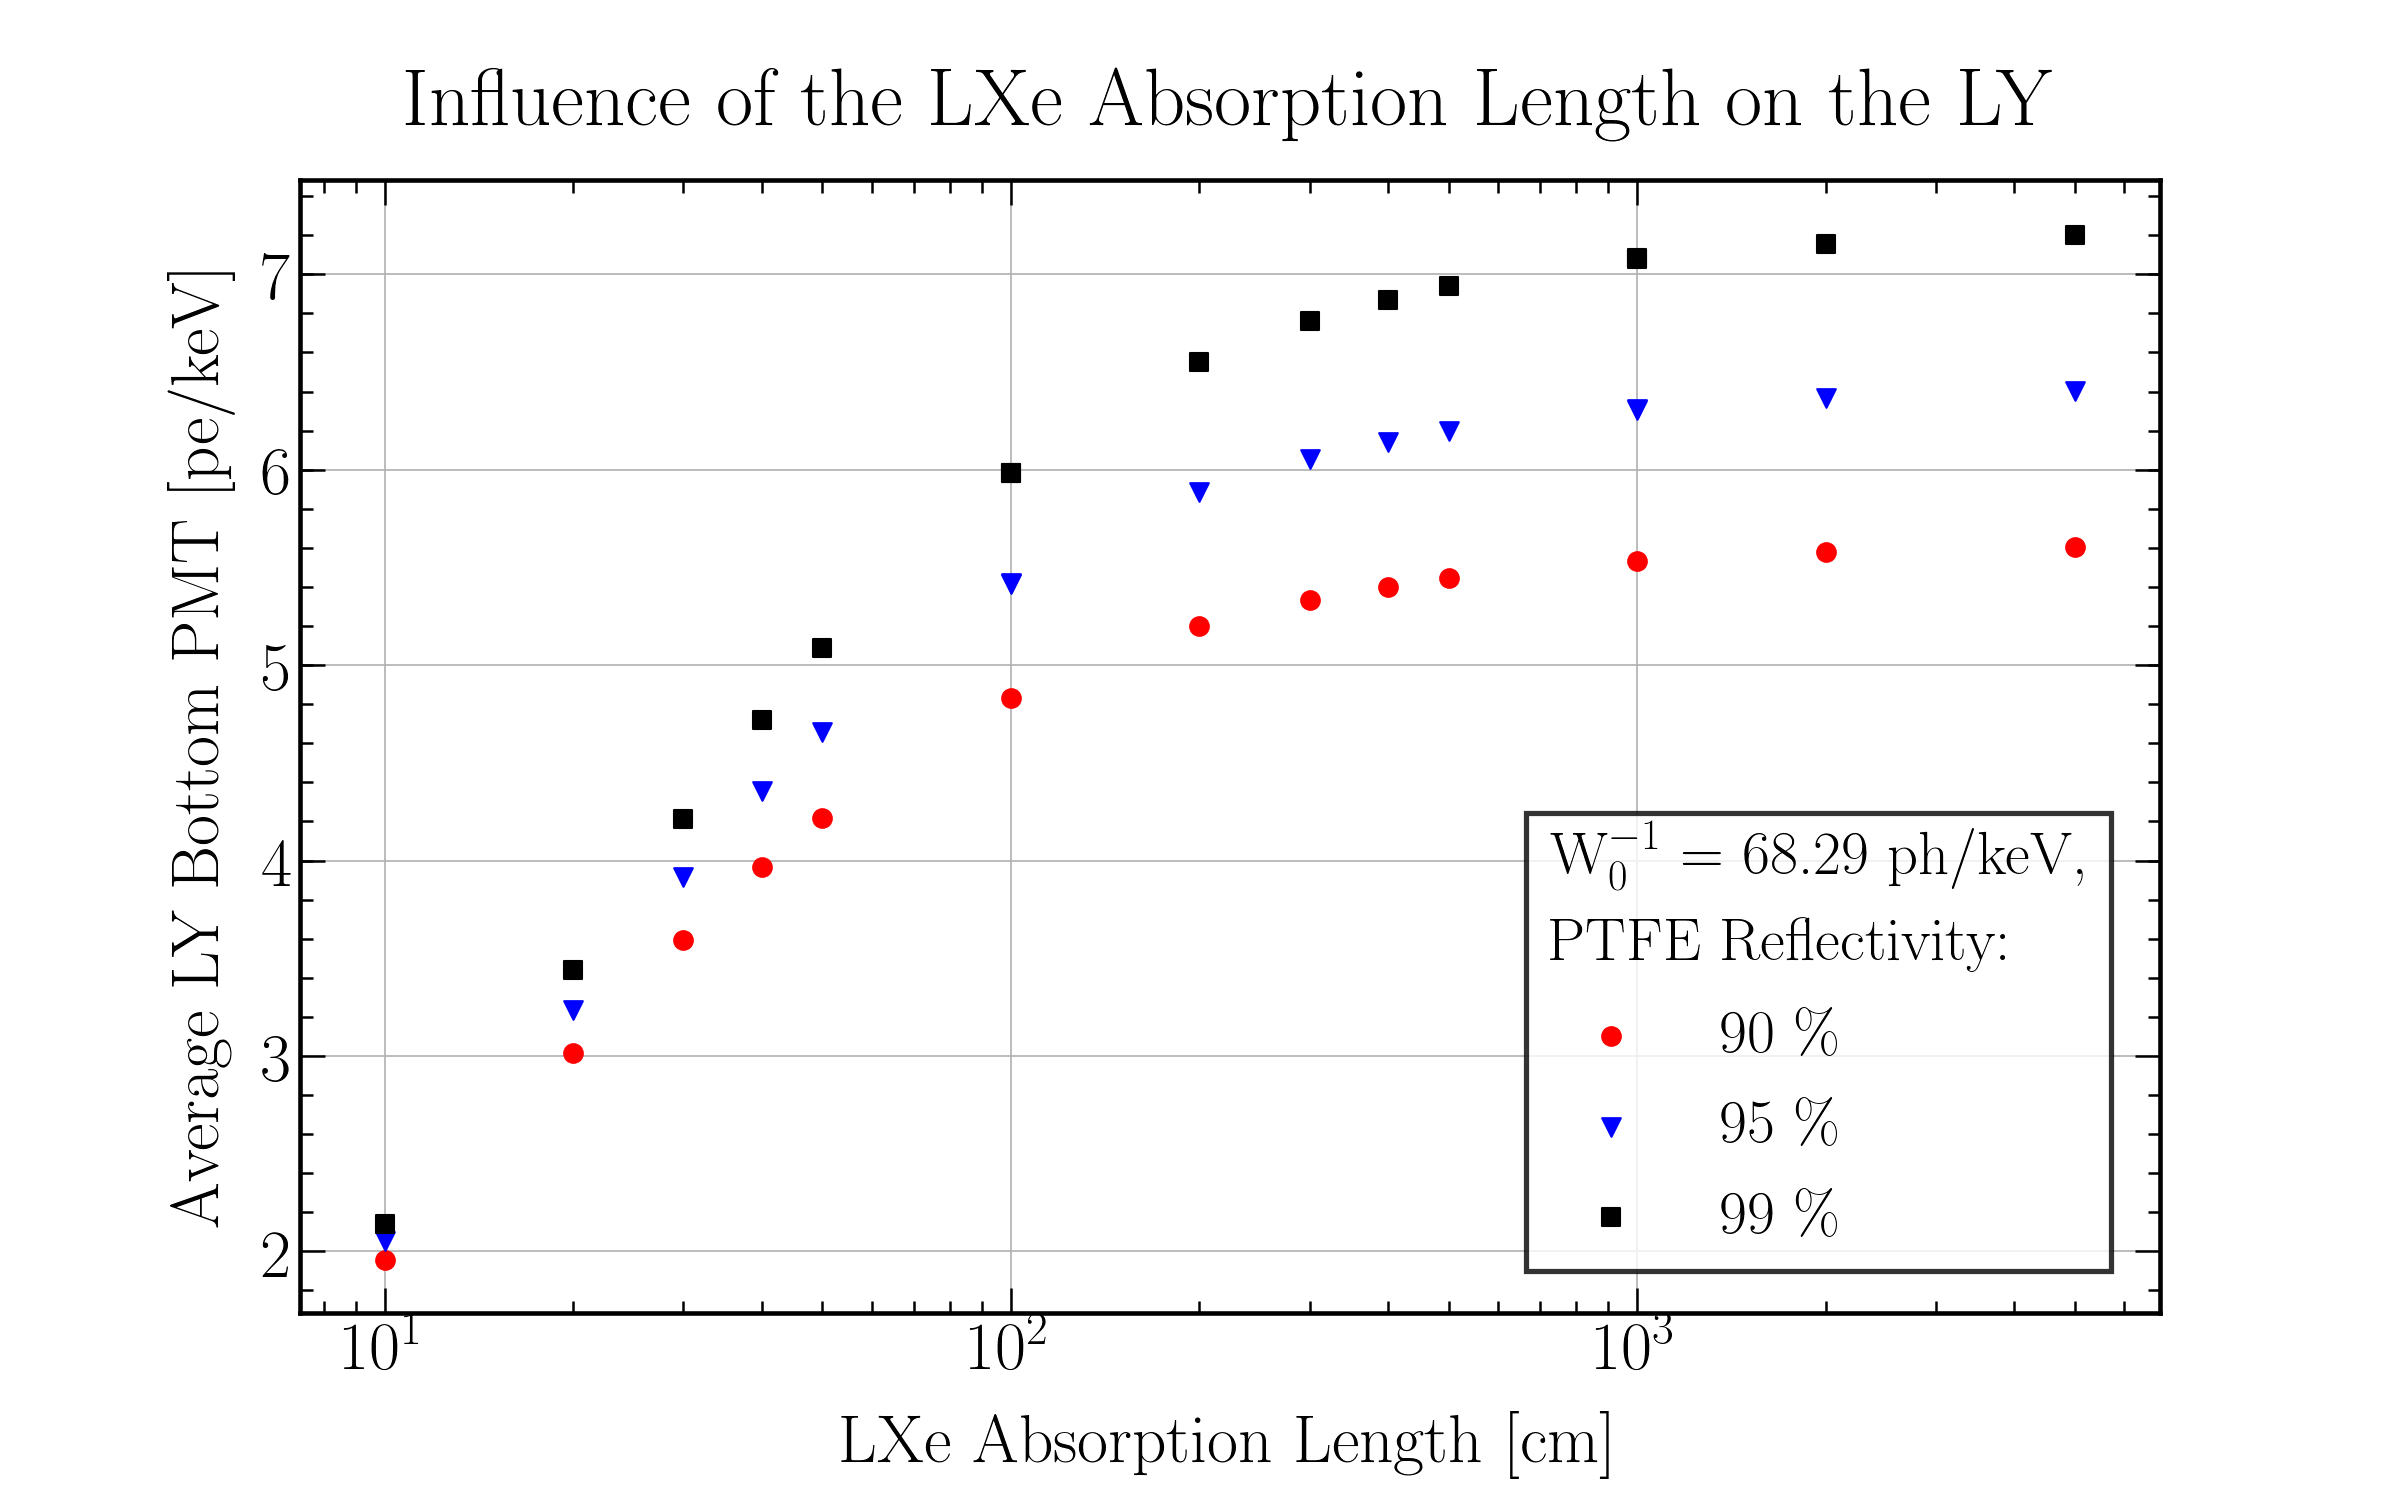 Influence of the LXe Absorption Length on the LY
Average LY Bottom PMT [pe/keV]
7
6
5
4
3
2
W₀⁻¹ = 68.29 ph/keV,
PTFE Reflectivity:
90 %
95 %
99 %
10¹ 10² 10³
LXe Absorption Length [cm]